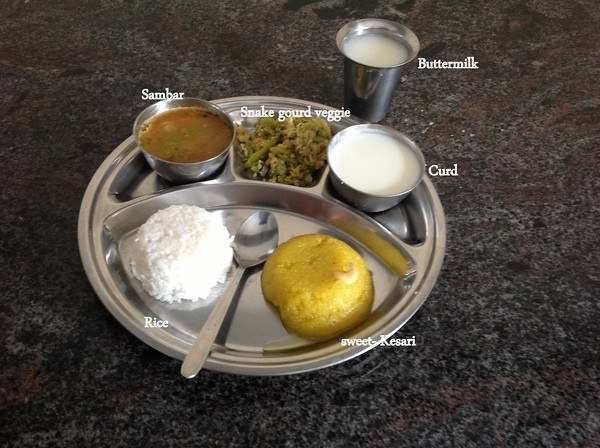 Buttermilk
Sambar
Snake gourd veggie
Curd
Rice
sweet- Kesari